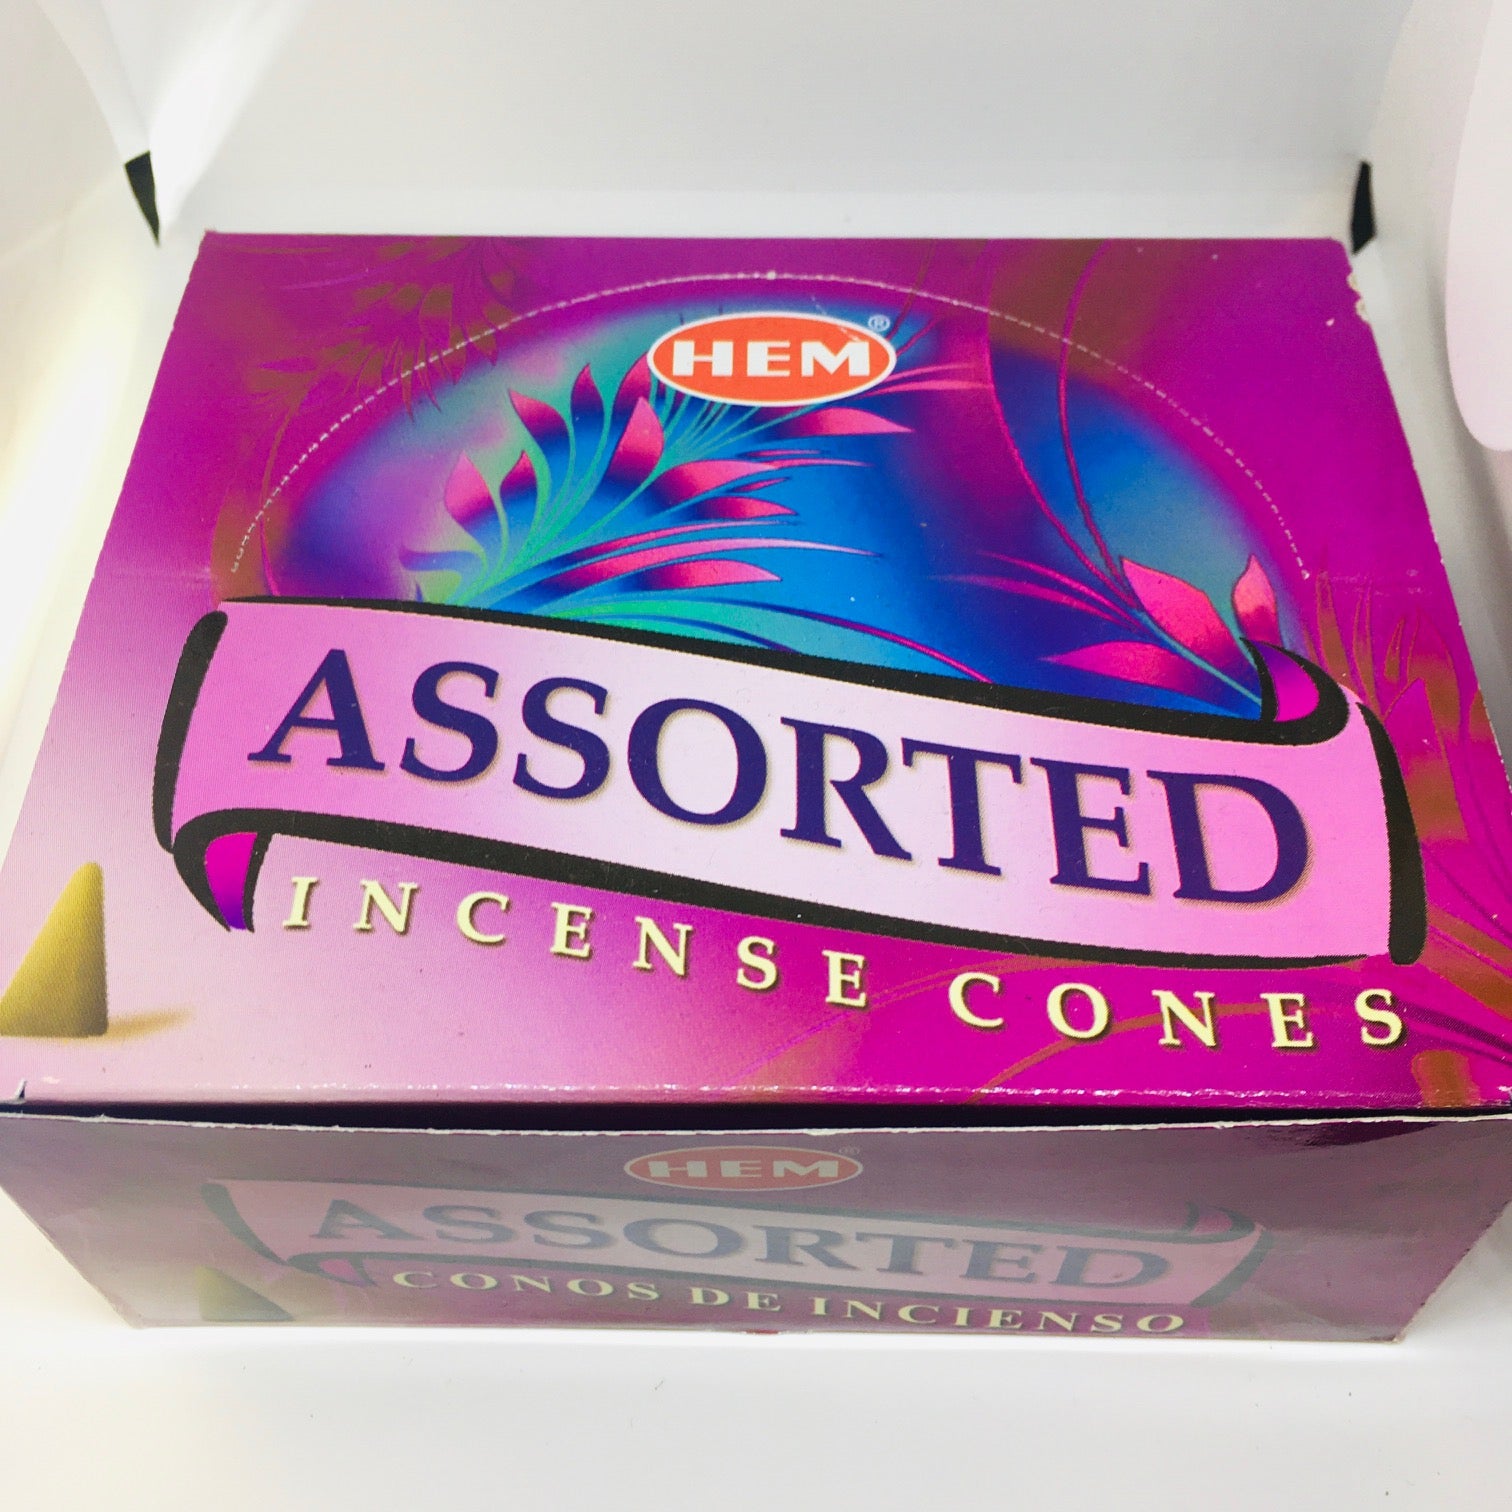 HEM®
ASSORTED
INCENSE CONES
HEM®
ASSORTED
CONOS DE INCIENSO